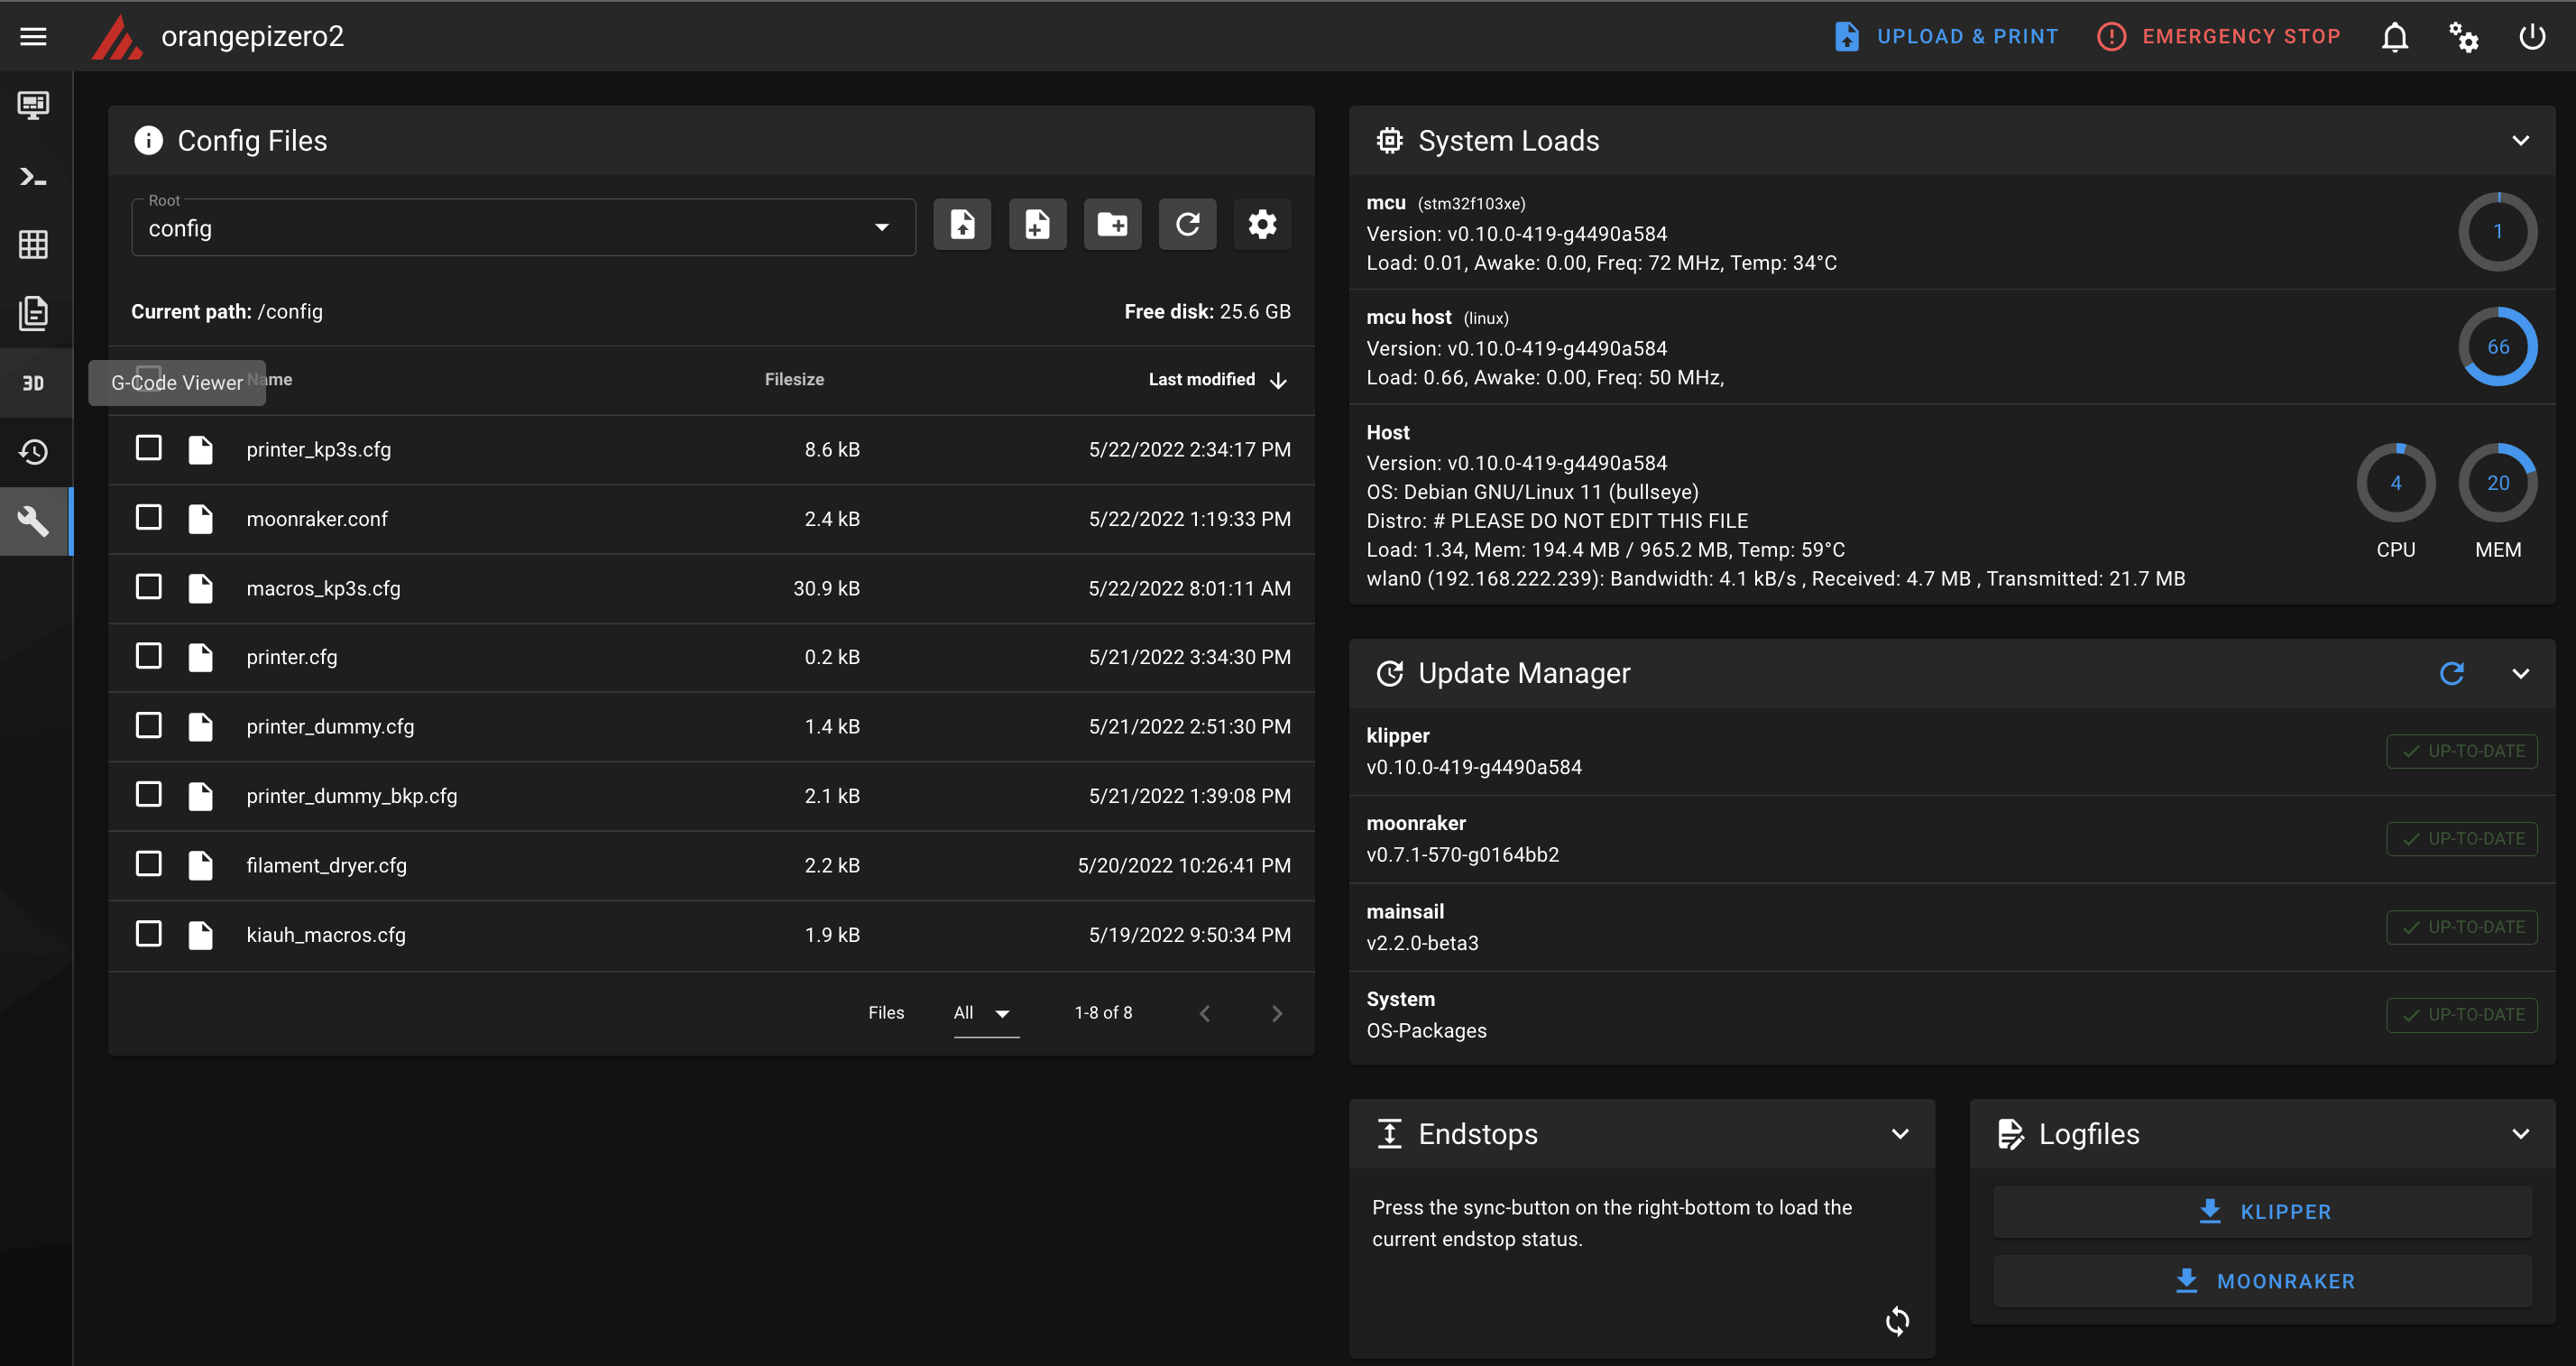 orangepizero2
UPLOAD & PRINT
EMERGENCY STOP
Config Files
Root
config
Current path: /config
Free disk: 25.6 GB
3D
G-Code Viewer
Name
Filesize
Last modified
printer_kp3s.cfg 8.6 kB 5/22/2022 2:34:17 PM
moonraker.conf 2.4 kB 5/22/2022 1:19:33 PM
macros_kp3s.cfg 30.9 kB 5/22/2022 8:01:11 AM
printer.cfg 0.2 kB 5/21/2022 3:34:30 PM
printer_dummy.cfg 1.4 kB 5/21/2022 2:51:30 PM
printer_dummy_bkp.cfg 2.1 kB 5/21/2022 1:39:08 PM
filament_dryer.cfg 2.2 kB 5/20/2022 10:26:41 PM
kiauh_macros.cfg 1.9 kB 5/19/2022 9:50:34 PM
Files All 1-8 of 8
System Loads
mcu (stm32f103xe)
Version: v0.10.0-419-g4490a584
Load: 0.01, Awake: 0.00, Freq: 72 MHz, Temp: 34°C
1
mcu host (linux)
Version: v0.10.0-419-g4490a584
Load: 0.66, Awake: 0.00, Freq: 50 MHz,
66
Host
Version: v0.10.0-419-g4490a584
OS: Debian GNU/Linux 11 (bullseye)
Distro: # PLEASE DO NOT EDIT THIS FILE
Load: 1.34, Mem: 194.4 MB / 965.2 MB, Temp: 59°C
wlan0 (192.168.222.239): Bandwidth: 4.1 kB/s , Received: 4.7 MB , Transmitted: 21.7 MB
4 20
CPU MEM
Update Manager
klipper
v0.10.0-419-g4490a584
UP-TO-DATE
moonraker
v0.7.1-570-g0164bb2
UP-TO-DATE
mainsail
v2.2.0-beta3
UP-TO-DATE
System
OS-Packages
UP-TO-DATE
Endstops
Press the sync-button on the right-bottom to load the
current endstop status.
Logfiles
KLIPPER
MOONRAKER